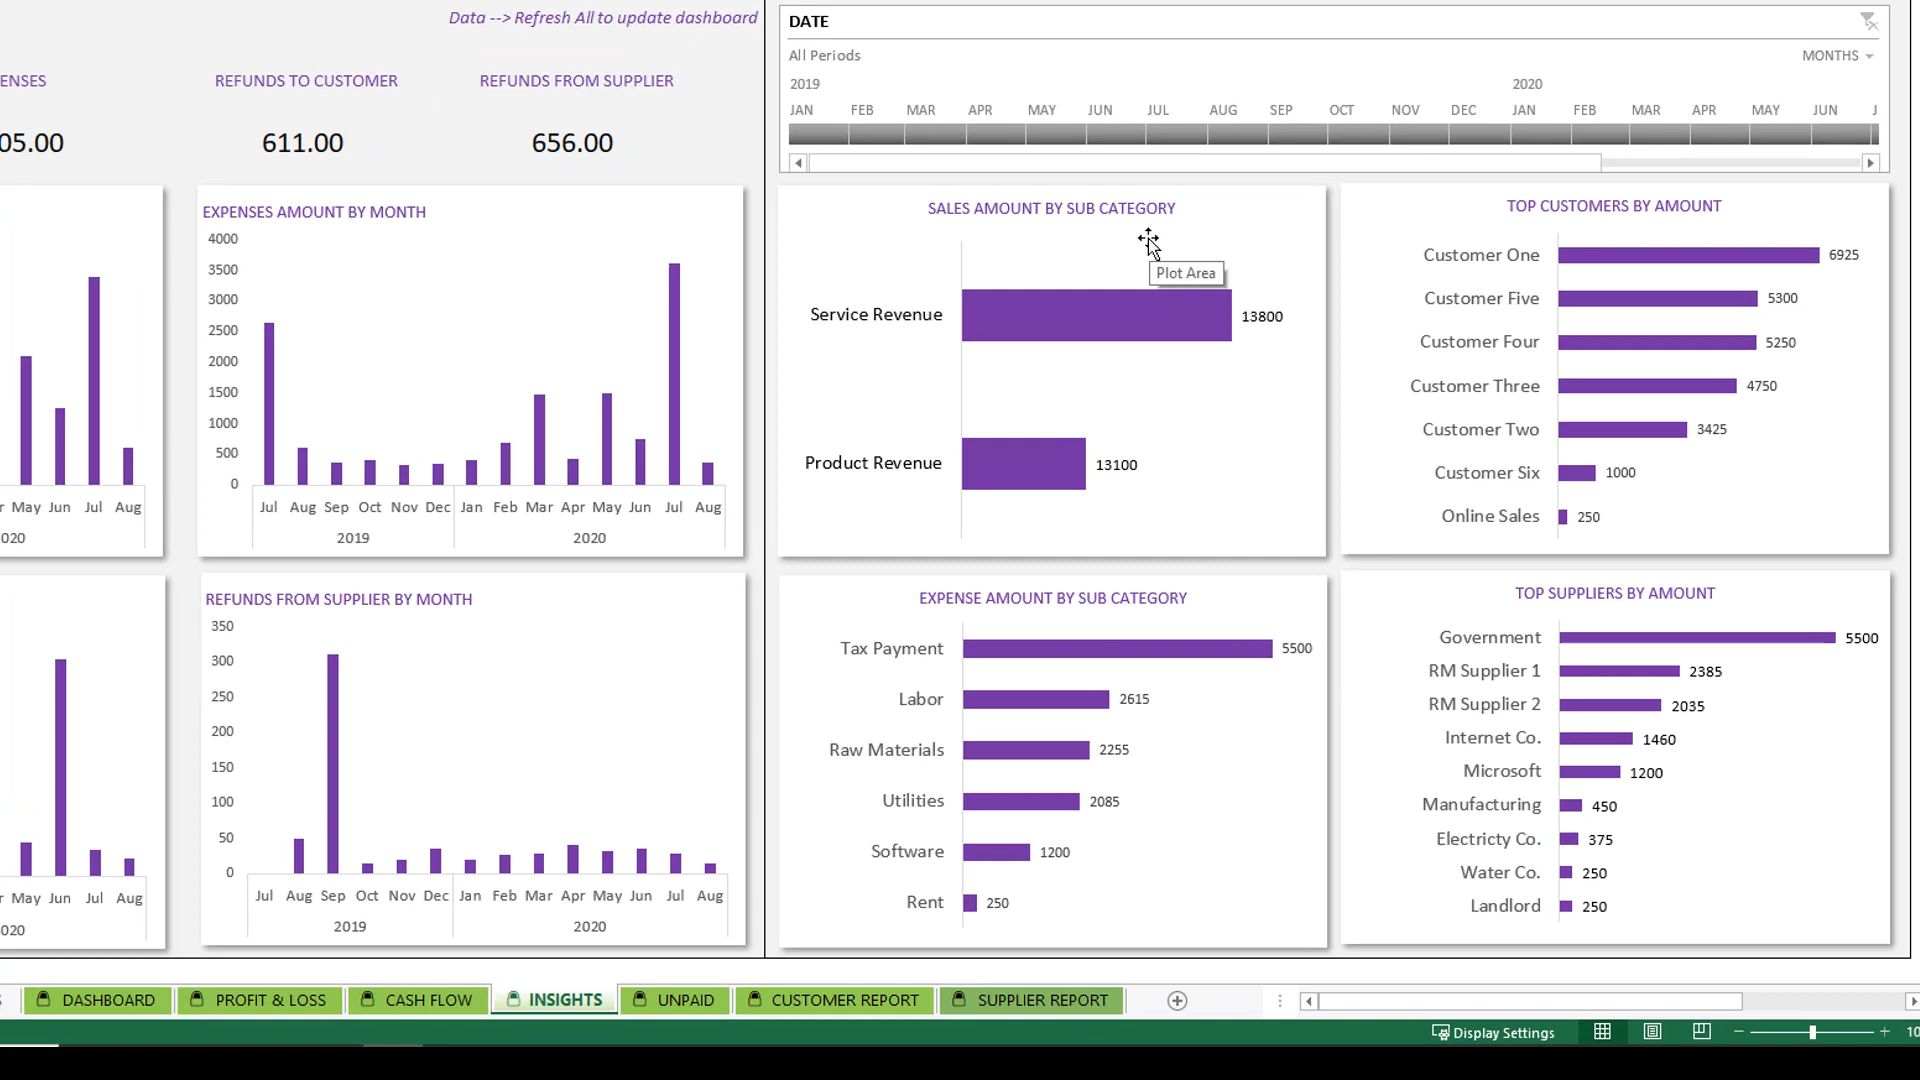 Data --> Refresh All to update dashboard
ENSES
REFUNDS TO CUSTOMER
REFUNDS FROM SUPPLIER
05.00
611.00
656.00
DATE
All Periods
MONTHS
2019
2020
JAN FEB MAR APR MAY JUN JUL AUG SEP OCT NOV DEC JAN FEB MAR APR MAY JUN J
May Jun Jul Aug
020
EXPENSES AMOUNT BY MONTH
4000
3500
3000
2500
2000
1500
1000
500
0
Jul Aug Sep Oct Nov Dec Jan Feb Mar Apr May Jun Jul Aug
2019 2020
SALES AMOUNT BY SUB CATEGORY
Plot Area
Service Revenue 13800
Product Revenue 13100
TOP CUSTOMERS BY AMOUNT
Customer One 6925
Customer Five 5300
Customer Four 5250
Customer Three 4750
Customer Two 3425
Customer Six 1000
Online Sales 250
r May Jun Jul Aug
020
REFUNDS FROM SUPPLIER BY MONTH
350
300
250
200
150
100
50
0
Jul Aug Sep Oct Nov Dec Jan Feb Mar Apr May Jun Jul Aug
2019 2020
EXPENSE AMOUNT BY SUB CATEGORY
Tax Payment 5500
Labor 2615
Raw Materials 2255
Utilities 2085
Software 1200
Rent 250
TOP SUPPLIERS BY AMOUNT
Government 5500
RM Supplier 1 2385
RM Supplier 2 2035
Internet Co. 1460
Microsoft 1200
Manufacturing 450
Electricty Co. 375
Water Co. 250
Landlord 250
DASHBOARD PROFIT & LOSS CASH FLOW INSIGHTS UNPAID CUSTOMER REPORT SUPPLIER REPORT
Display Settings
10